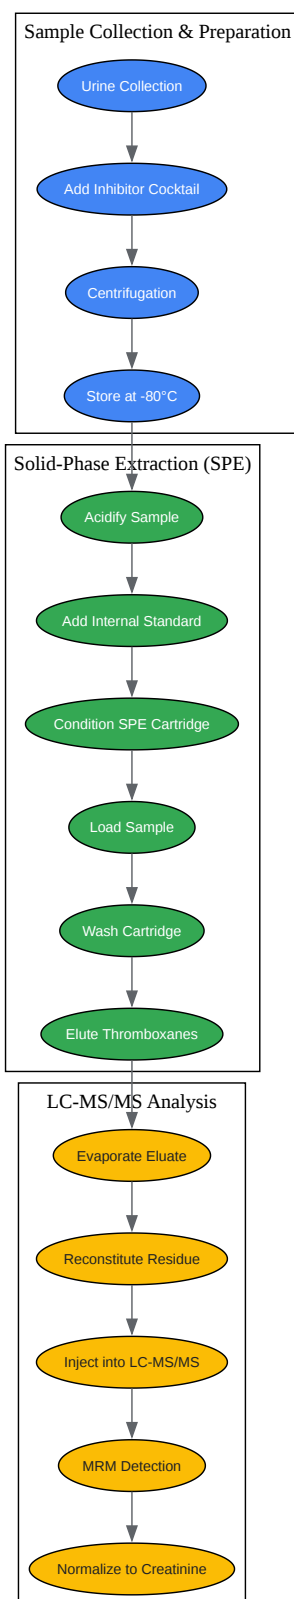 Sample Collection & Preparation
Urine Collection
Add Inhibitor Cocktail
Centrifugation
Store at -80°C
Solid-Phase Extraction (SPE)
Acidify Sample
Add Internal Standard
Condition SPE Cartridge
Load Sample
Wash Cartridge
Elute Thromboxanes
LC-MS/MS Analysis
Evaporate Eluate
Reconstitute Residue
Inject into LC-MS/MS
MRM Detection
Normalize to Creatinine